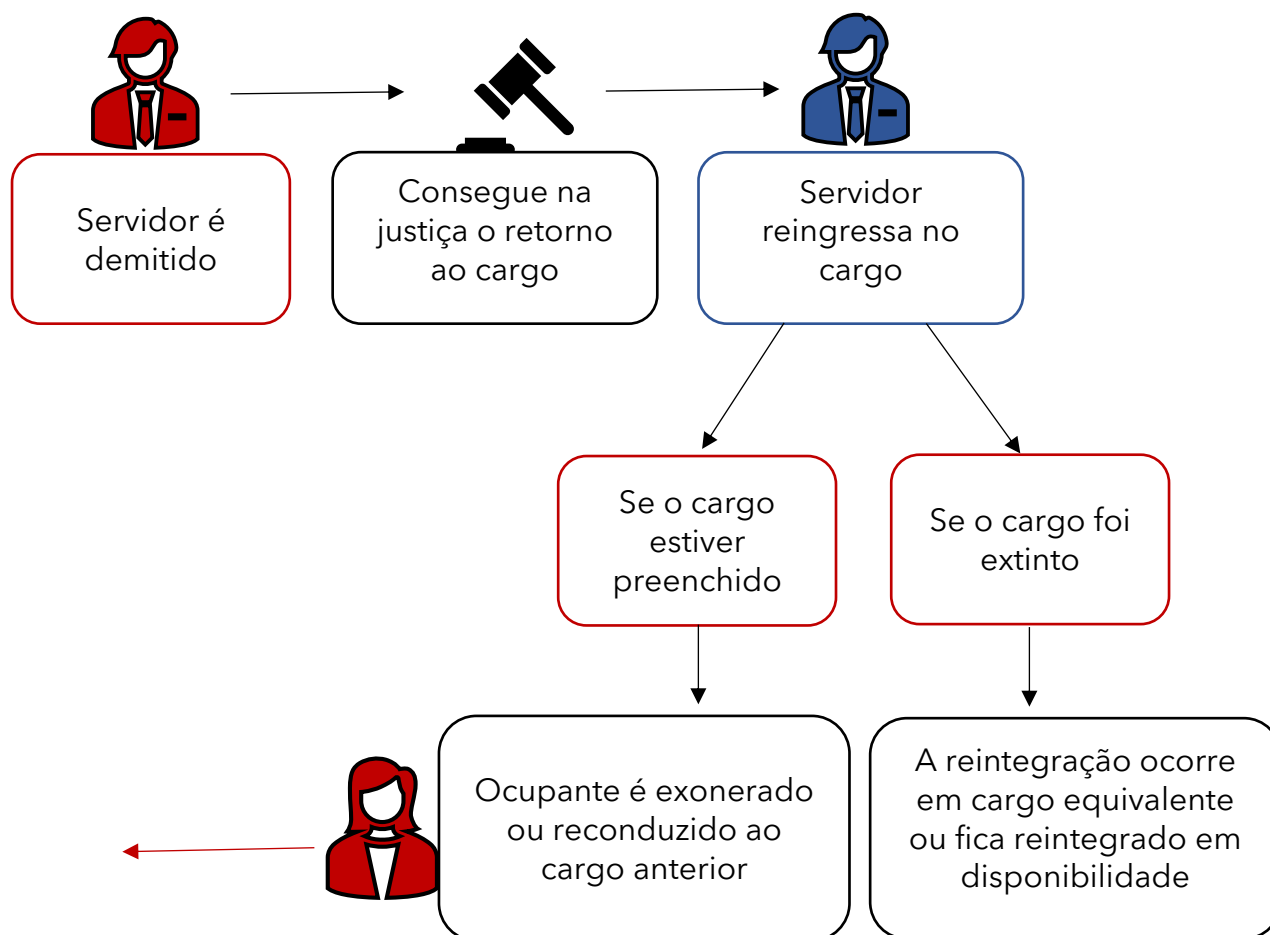 Servidor é
demitido
Consegue na
justiça o retorno
ao cargo
Servidor
reingressa no
cargo
Se o cargo
estiver
preenchido
Se o cargo foi
extinto
Ocupante é exonerado
ou reconduzido ao
cargo anterior
A reintegração ocorre
em cargo equivalente
ou fica reintegrado em
disponibilidade